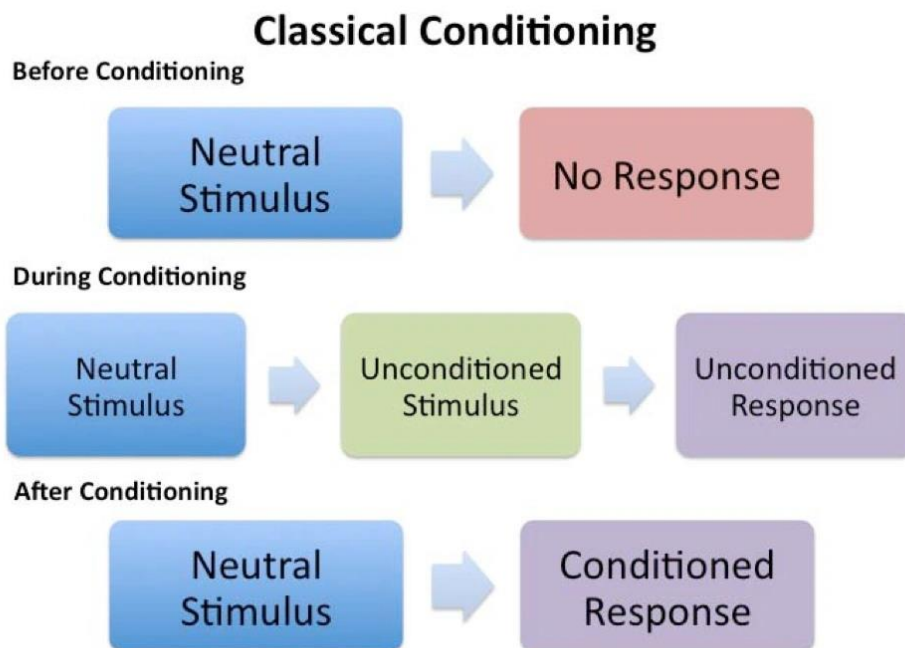 Classical Conditioning
Before Conditioning
Neutral
Stimulus
No Response
During Conditioning
Neutral
Stimulus
Unconditioned
Stimulus
Unconditioned
Response
After Conditioning
Neutral
Stimulus
Conditioned
Response